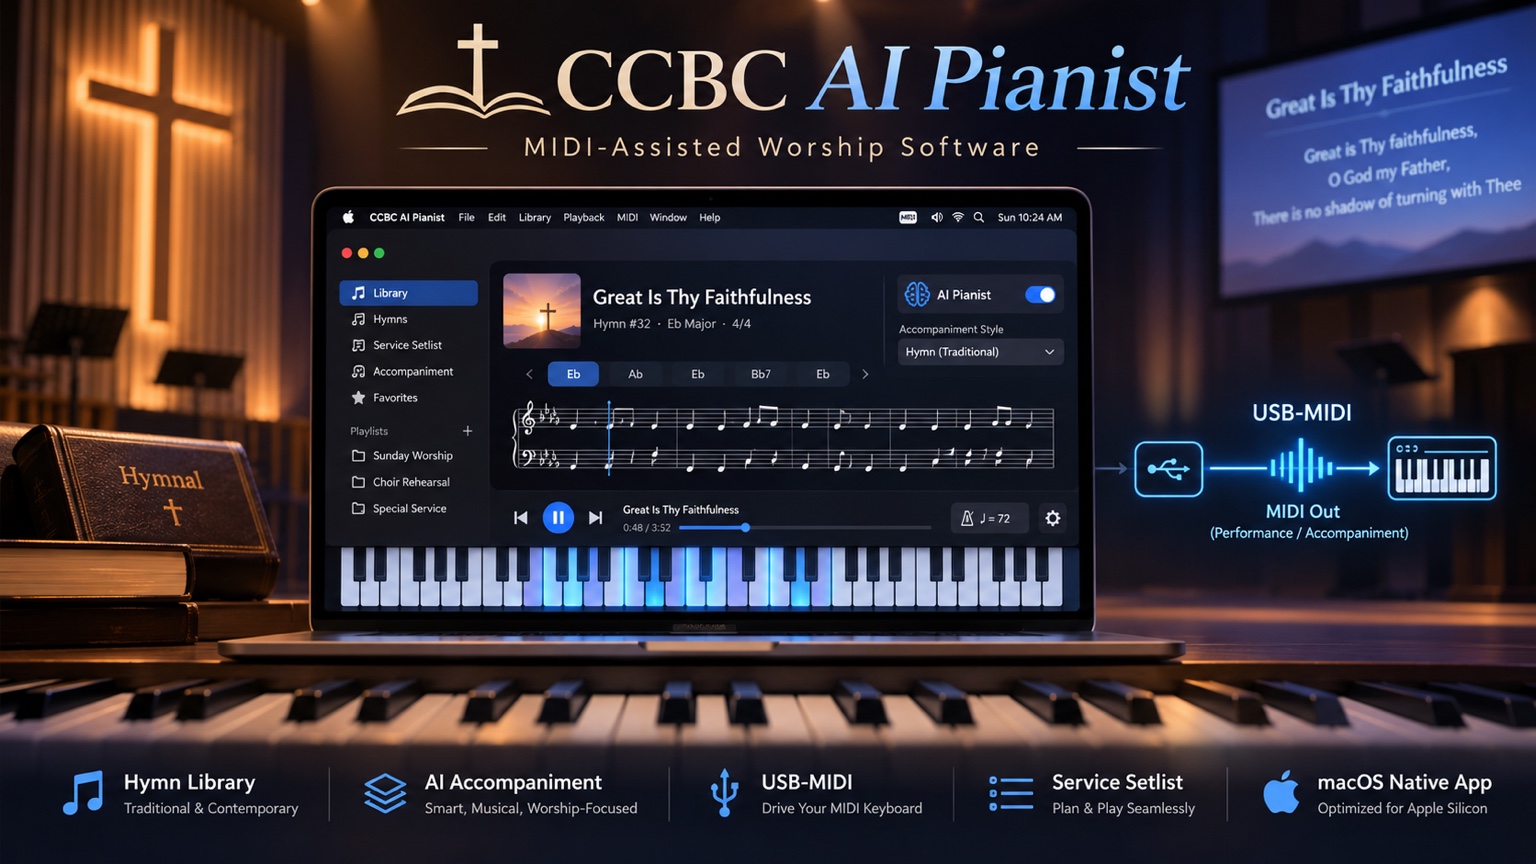 CCBC AI Pianist
MIDI-Assisted Worship Software
Great Is Thy Faithfulness
Great is Thy faithfulness,
O God my Father,
There is no shadow of turning with Thee
CCBC AI Pianist File Edit Library Playback MIDI Window Help
Sun 10:24 AM
Library
Hymns
Service Setlist
Accompaniment
Favorites
Playlists
Sunday Worship
Choir Rehearsal
Special Service
Great Is Thy Faithfulness
Hymn #32 · Eb Major · 4/4
AI Pianist
Accompaniment Style
Hymn (Traditional)
Eb Ab Eb Bb7 Eb
Great Is Thy Faithfulness
0:48 / 3:52
♩ = 72
Hymnal
USB-MIDI
MIDI Out
(Performance / Accompaniment)
Hymn Library
Traditional & Contemporary
AI Accompaniment
Smart, Musical, Worship-Focused
USB-MIDI
Drive Your MIDI Keyboard
Service Setlist
Plan & Play Seamlessly
macOS Native App
Optimized for Apple Silicon